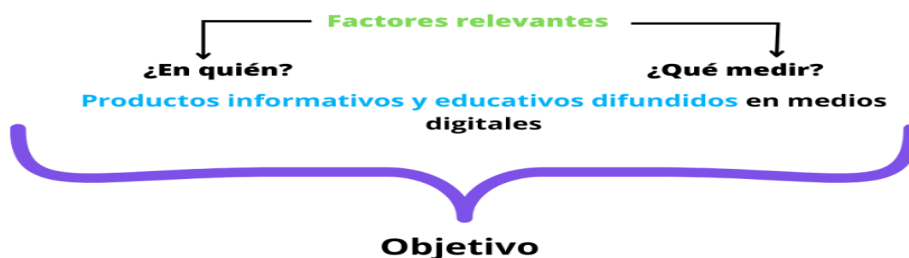 Factores relevantes
¿En quién?
¿Qué medir?
Productos informativos y educativos difundidos en medios
digitales
Objetivo